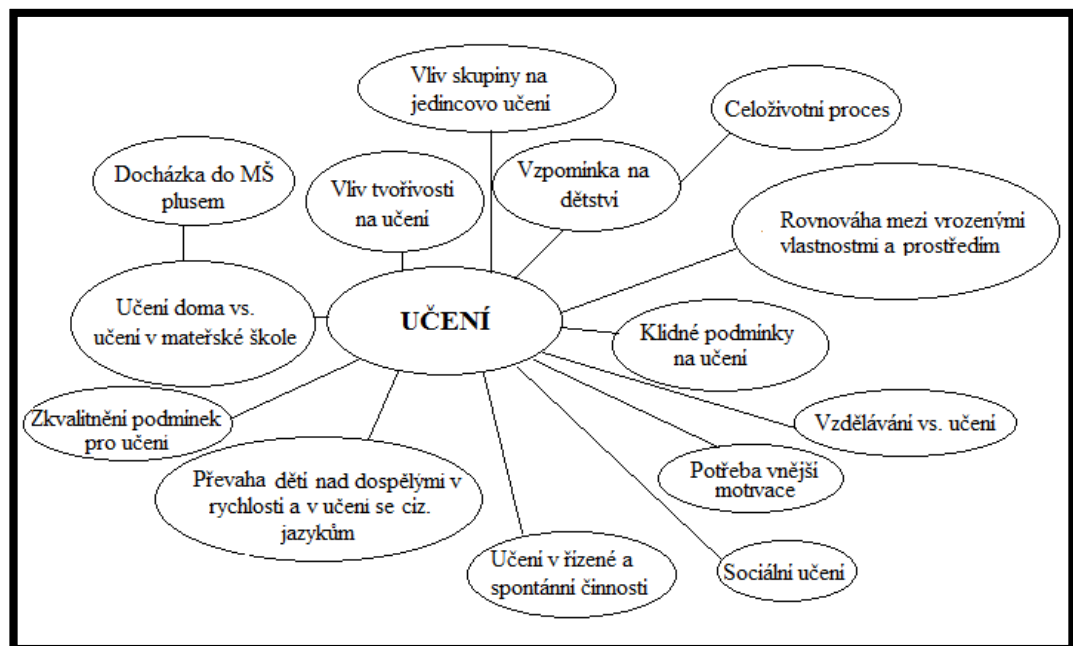 Vliv skupiny na
jedincovo učení
Celoživotní proces
Vzpomínka na
dětství
Docházka do MŠ
plusem
Vliv tvořivosti
na učení
Rovnováha mezi vrozenými
vlastnostmi a prostředím
Učení doma vs.
učení v mateřské škole
UČENÍ
Klidné podmínky
na učení
Zkvalitnění podmínek
pro učeni
Vzdělávání vs. učení
Potřeba vnější
motivace
Převaha dětí nad dospělými v
rychlosti a v učeni se ciz.
jazykům
Učení v řízené a
spontánní činnosti
Sociální učení